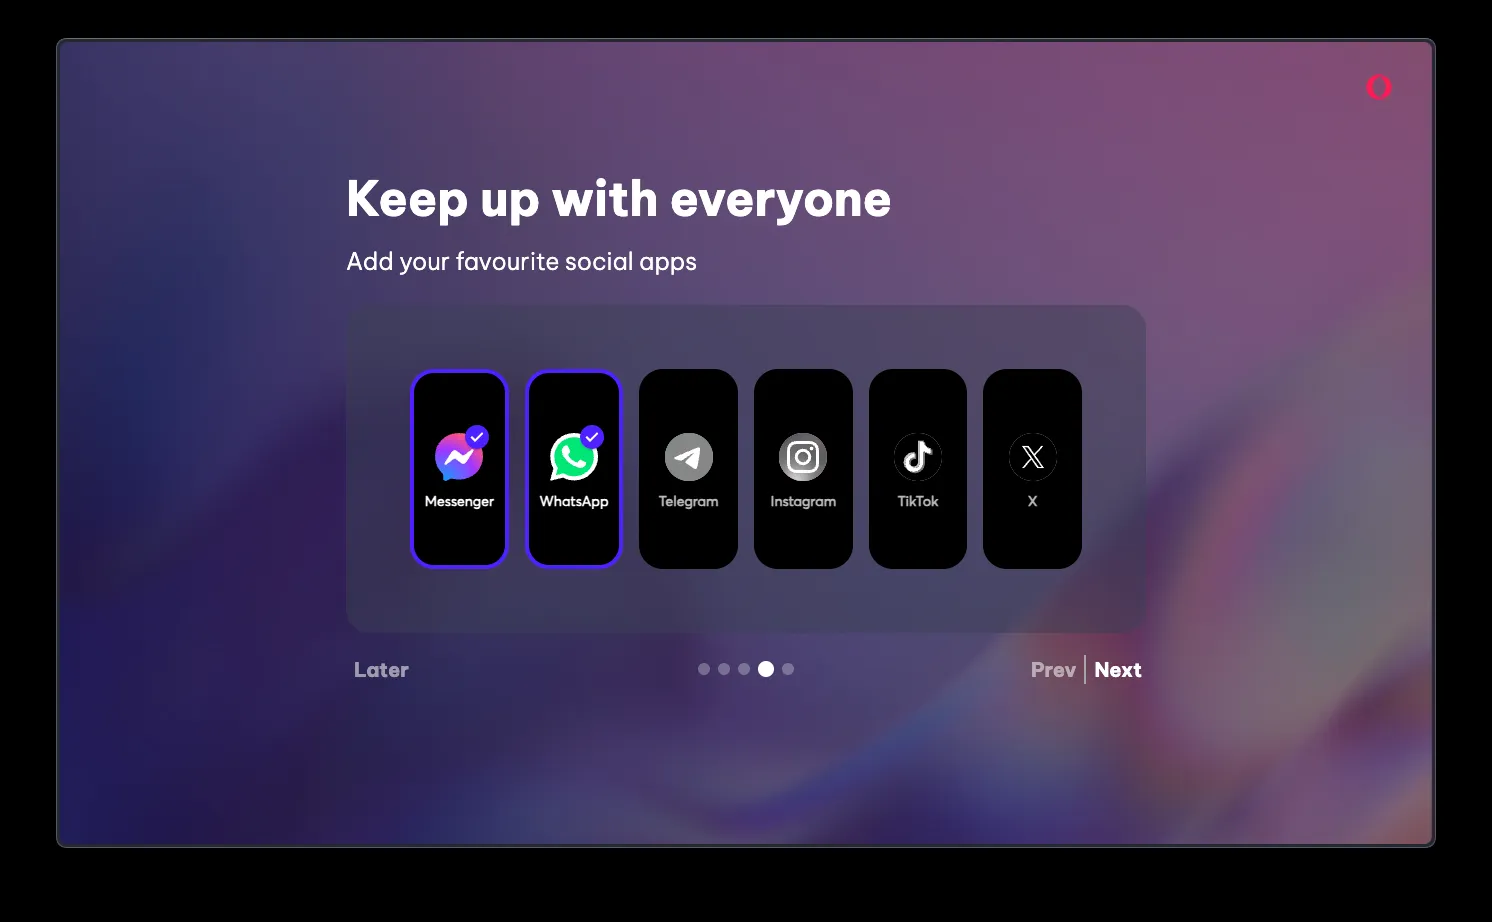 Keep up with everyone
Add your favourite social apps
Messenger
WhatsApp
Telegram
Instagram
TikTok
X
Later
Prev
Next